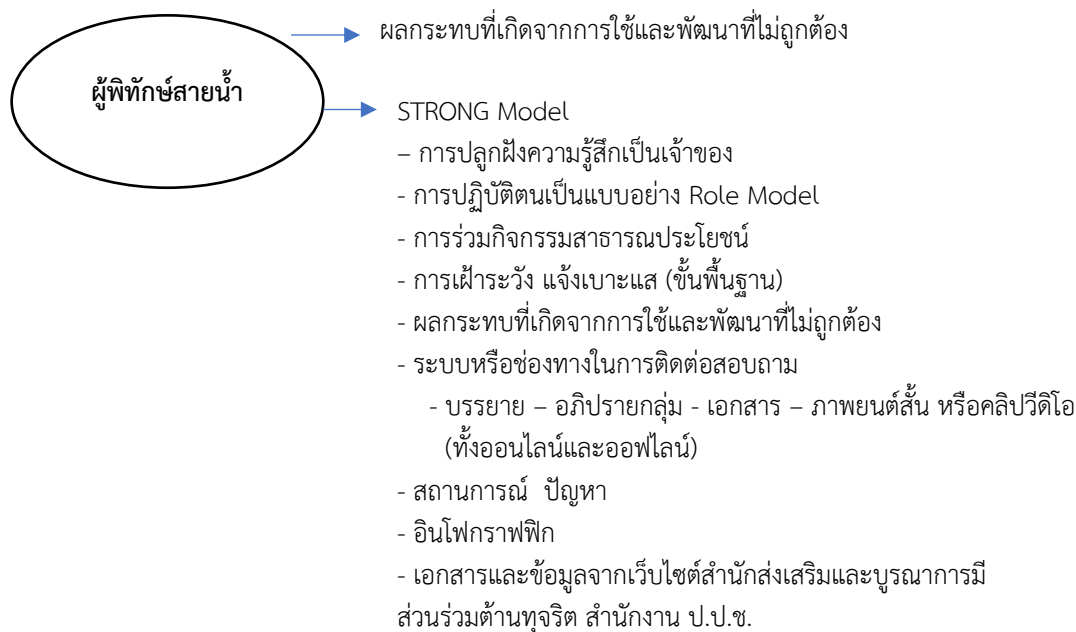 ผลกระทบที่เกิดจากการใช้และพัฒนาที่ไม่ถูกต้อง
ผู้พิทักษ์สายน้ำ
STRONG Model
– การปลูกฝังความรู้สึกเป็นเจ้าของ
- การปฏิบัติตนเป็นแบบอย่าง Role Model
- การร่วมกิจกรรมสาธารณประโยชน์
- การเฝ้าระวัง แจ้งเบาะแส (ขั้นพื้นฐาน)
- ผลกระทบที่เกิดจากการใช้และพัฒนาที่ไม่ถูกต้อง
- ระบบหรือช่องทางในการติดต่อสอบถาม
- บรรยาย – อภิปรายกลุ่ม - เอกสาร – ภาพยนต์สั้น หรือคลิปวีดิโอ
(ทั้งออนไลน์และออฟไลน์)
- สถานการณ์ ปัญหา
- อินโฟกราฟฟิก
- เอกสารและข้อมูลจากเว็บไซต์สำนักส่งเสริมและบูรณาการมี
ส่วนร่วมต้านทุจริต สำนักงาน ป.ป.ช.